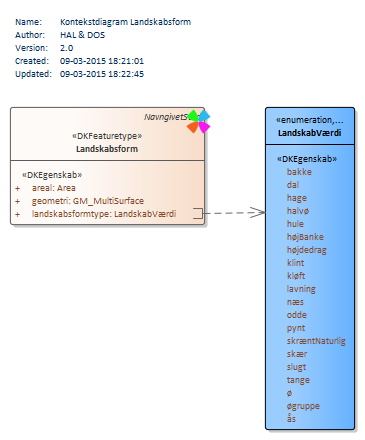 Name: Kontekstdiagram Landskabsform
Author: HAL & DOS
Version: 2.0
Created: 09-03-2015 18:21:01
Updated: 09-03-2015 18:22:45
«DKFeaturetype»
Landskabsform
«DKEgenskab»
+ areal: Area
+ geometri: GM_MultiSurface
+ landskabsformtype: LandskabVærdi
«enumeration,...
LandskabVærdi
«DKEgenskab»
bakke
dal
hage
halvø
hule
højBanke
højdedrag
klint
kløft
lavning
næs
odde
pynt
skræntNaturlig
skær
slugt
tange
ø
øgruppe
ås